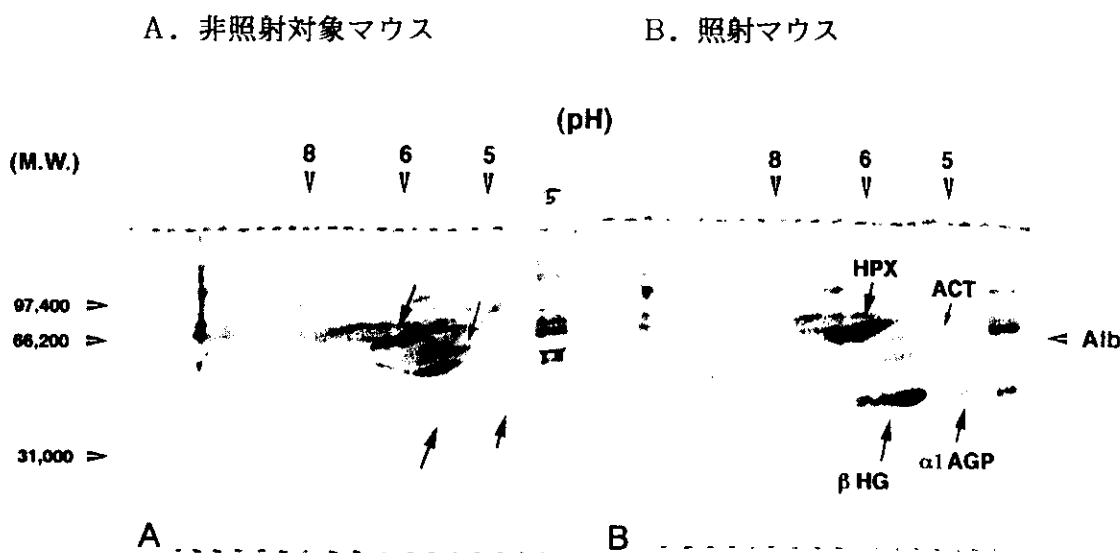 A. 非照射対象マウス
B. 照射マウス
(pH)
(M.W.)
8 6 5
8 6 5
5
HPX
ACT
97,400
66,200
Alb
31,000
βHG
α1 AGP
A
B